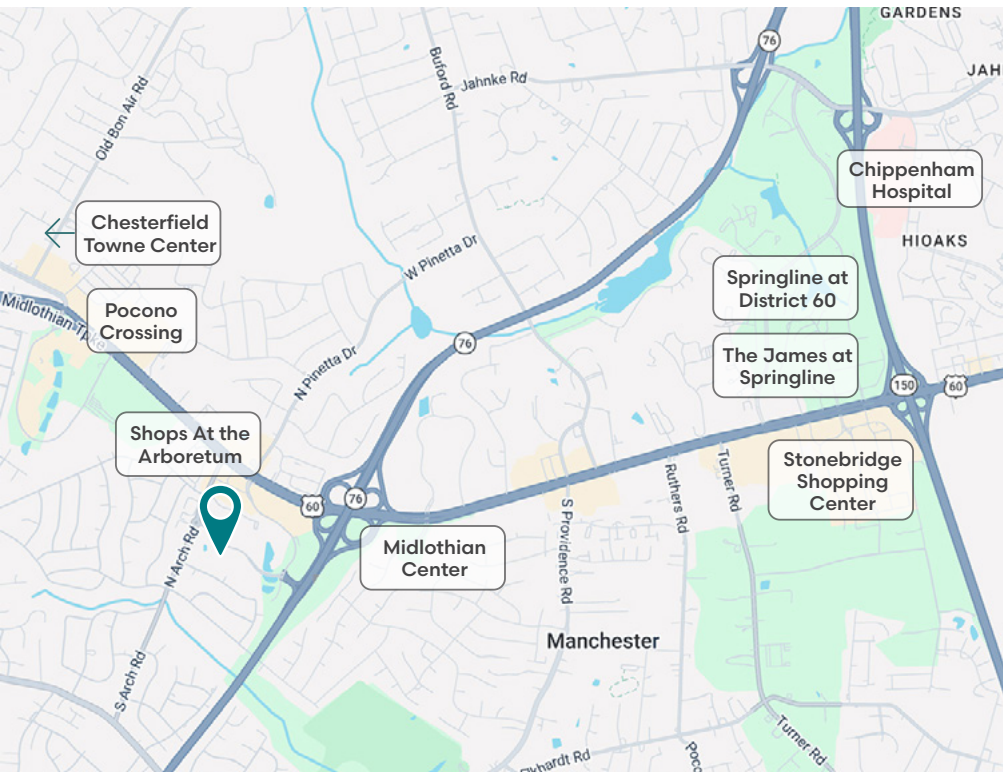 GARDENS
76
Buford Rd
Jahnke Rd
JAH
Old Bon Air Rd
Chippenham
Hospital
Chesterfield
Towne Center
HIOAKS
W Pinetta Dr
Springline at
District 60
Midlothian Tpke
Pocono
Crossing
76
N Pinetta Dr
The James at
Springline
150
60
Shops At the
Arboretum
Stonebridge
Shopping
Center
Ruthers Rd
Turner Rd
60
76
S Providence Rd
N Arch Rd
Midlothian
Center
Manchester
S Arch Rd
Turner Rd
Poco
khardt Rd